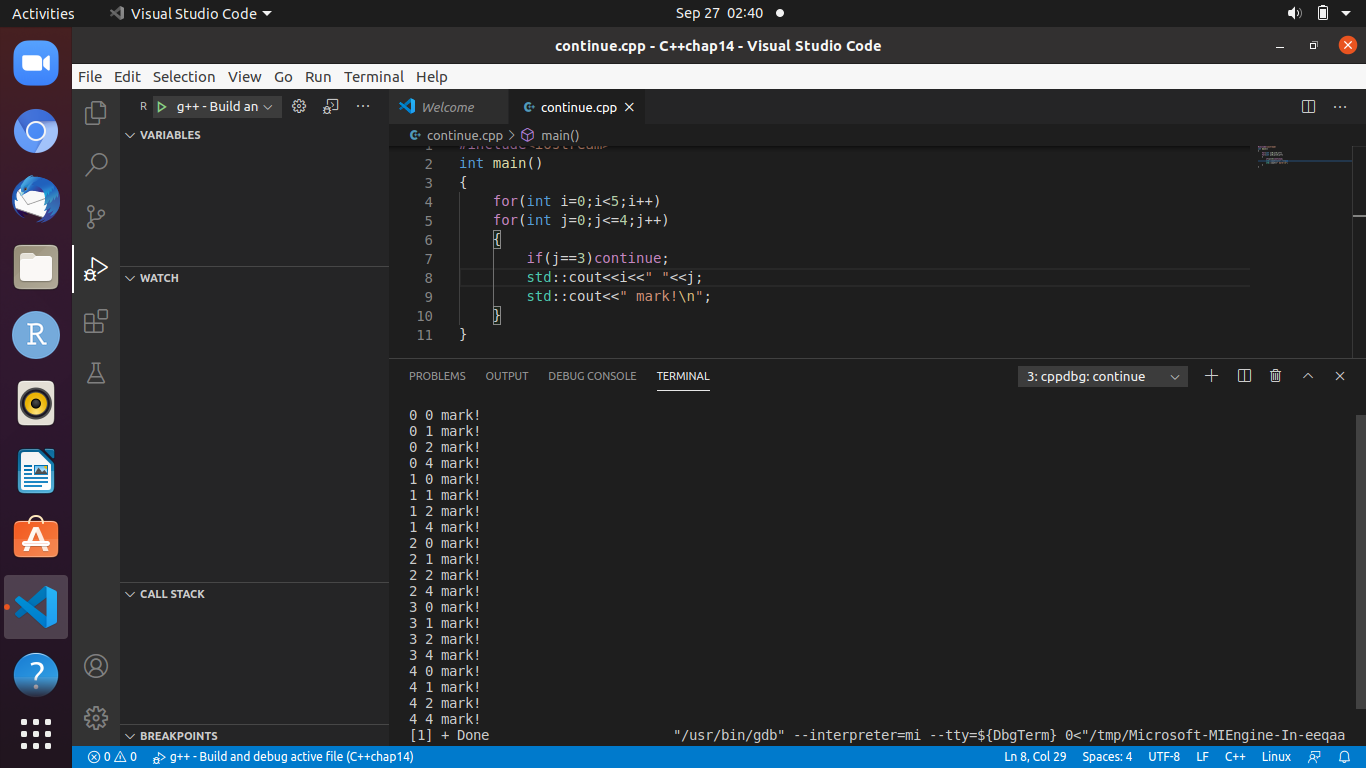 Activities Visual Studio Code Sep 27 02:40
continue.cpp - C++chap14 - Visual Studio Code
File Edit Selection View Go Run Terminal Help
R g++ - Build an ··· Welcome continue.cpp ···
VARIABLES
continue.cpp > main()
1 #include<iostream>
2 int main()
3 {
4 for(int i=0;i<5;i++)
5 for(int j=0;j<=4;j++)
6 {
7 if(j==3)continue;
8 std::cout<<i<<" "<<j;
9 std::cout<<" mark!\n";
10 }
11 }
WATCH
CALL STACK
BREAKPOINTS
PROBLEMS OUTPUT DEBUG CONSOLE TERMINAL 3: cppdbg: continue
0 0 mark!
0 1 mark!
0 2 mark!
0 4 mark!
1 0 mark!
1 1 mark!
1 2 mark!
1 4 mark!
2 0 mark!
2 1 mark!
2 2 mark!
2 4 mark!
3 0 mark!
3 1 mark!
3 2 mark!
3 4 mark!
4 0 mark!
4 1 mark!
4 2 mark!
4 4 mark!
[1] + Done "/usr/bin/gdb" --interpreter=mi --tty=${DbgTerm} 0<"/tmp/Microsoft-MIEngine-In-eeqaa
0 0 g++ - Build and debug active file (C++chap14) Ln 8, Col 29 Spaces: 4 UTF-8 LF C++ Linux